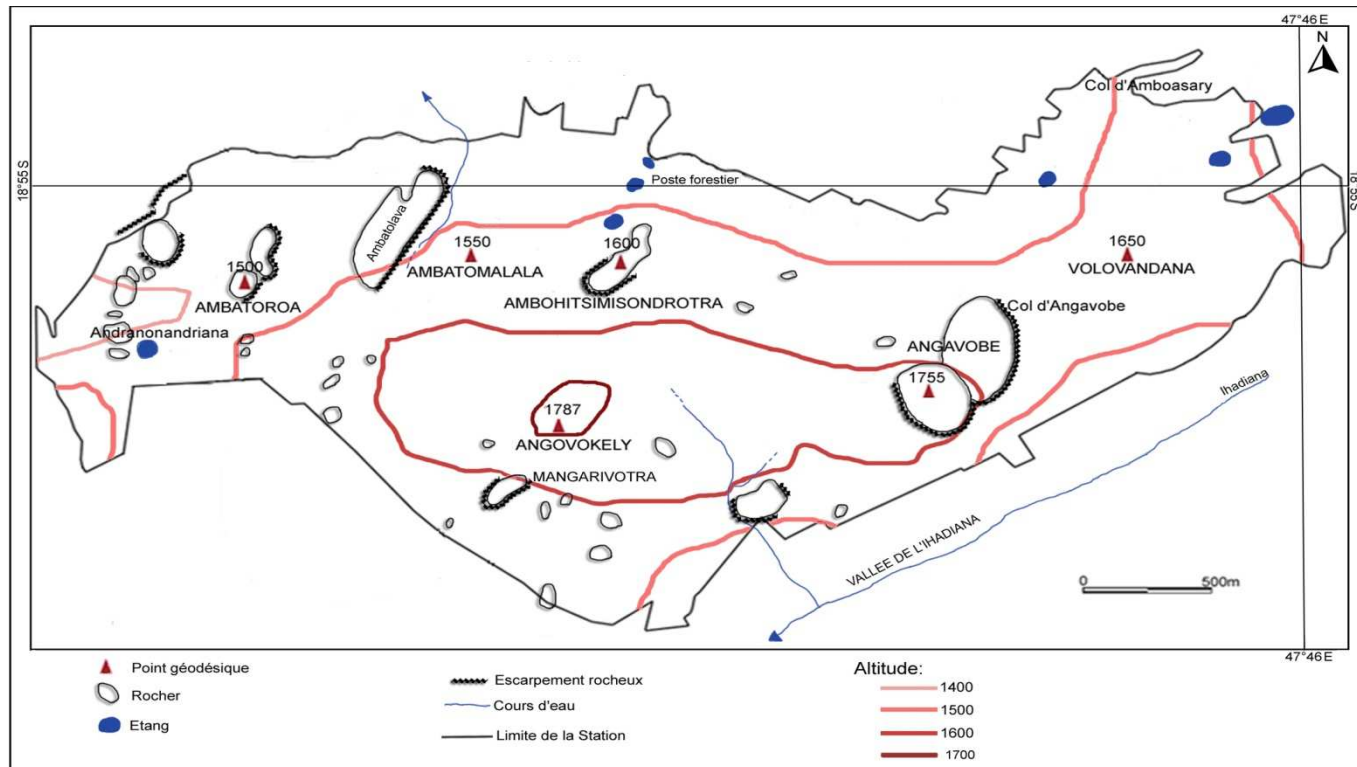 47°46 E
N
Col d'Amboasary
18°55 S
18°55 S
Poste forestier
Ambatolava
1550
1600
1650
1500
AMBATOMALALA
VOLOVANDANA
AMBATOROA
AMBOHITSIMISONDROTRA
Col d'Angavobe
Andranonandriana
ANGAVOBE
1755
Ihadiana
1787
ANGOVOKELY
MANGARIVOTRA
VALLEE DE L'IHADIANA
0 500m
47°46 E
Point géodésique
Rocher
Etang
Escarpement rocheux
Cours d'eau
Limite de la Station
Altitude:
1400
1500
1600
1700